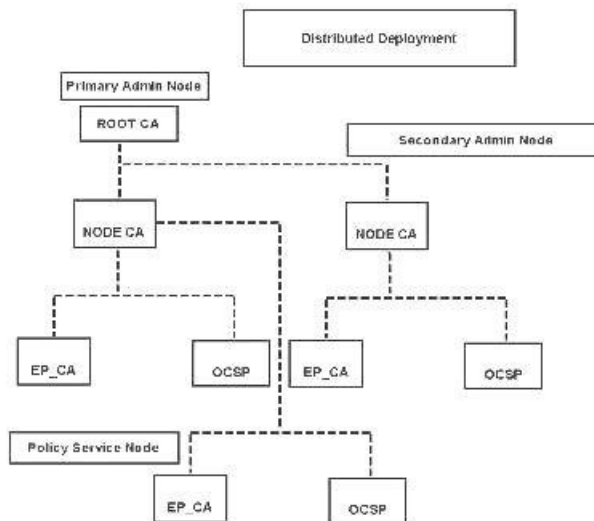 Distributed Deployment
Primary Admin Node
ROOT CA
Secondary Admin Node
NODE CA
NODE CA
EP_CA
OCSP
EP_CA
OCSP
Policy Service Node
EP_CA
OCSP